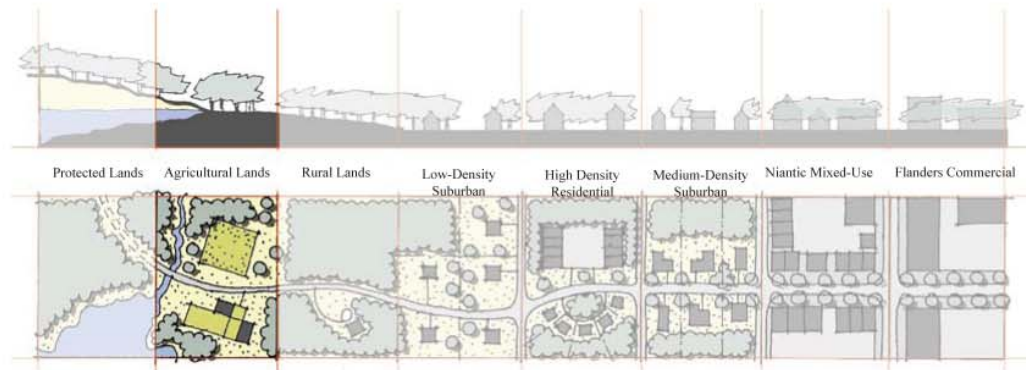 Protected Lands
Agricultural Lands
Rural Lands
Low-Density
Suburban
High Density
Residential
Medium-Density
Suburban
Niantic Mixed-Use
Flanders Commercial